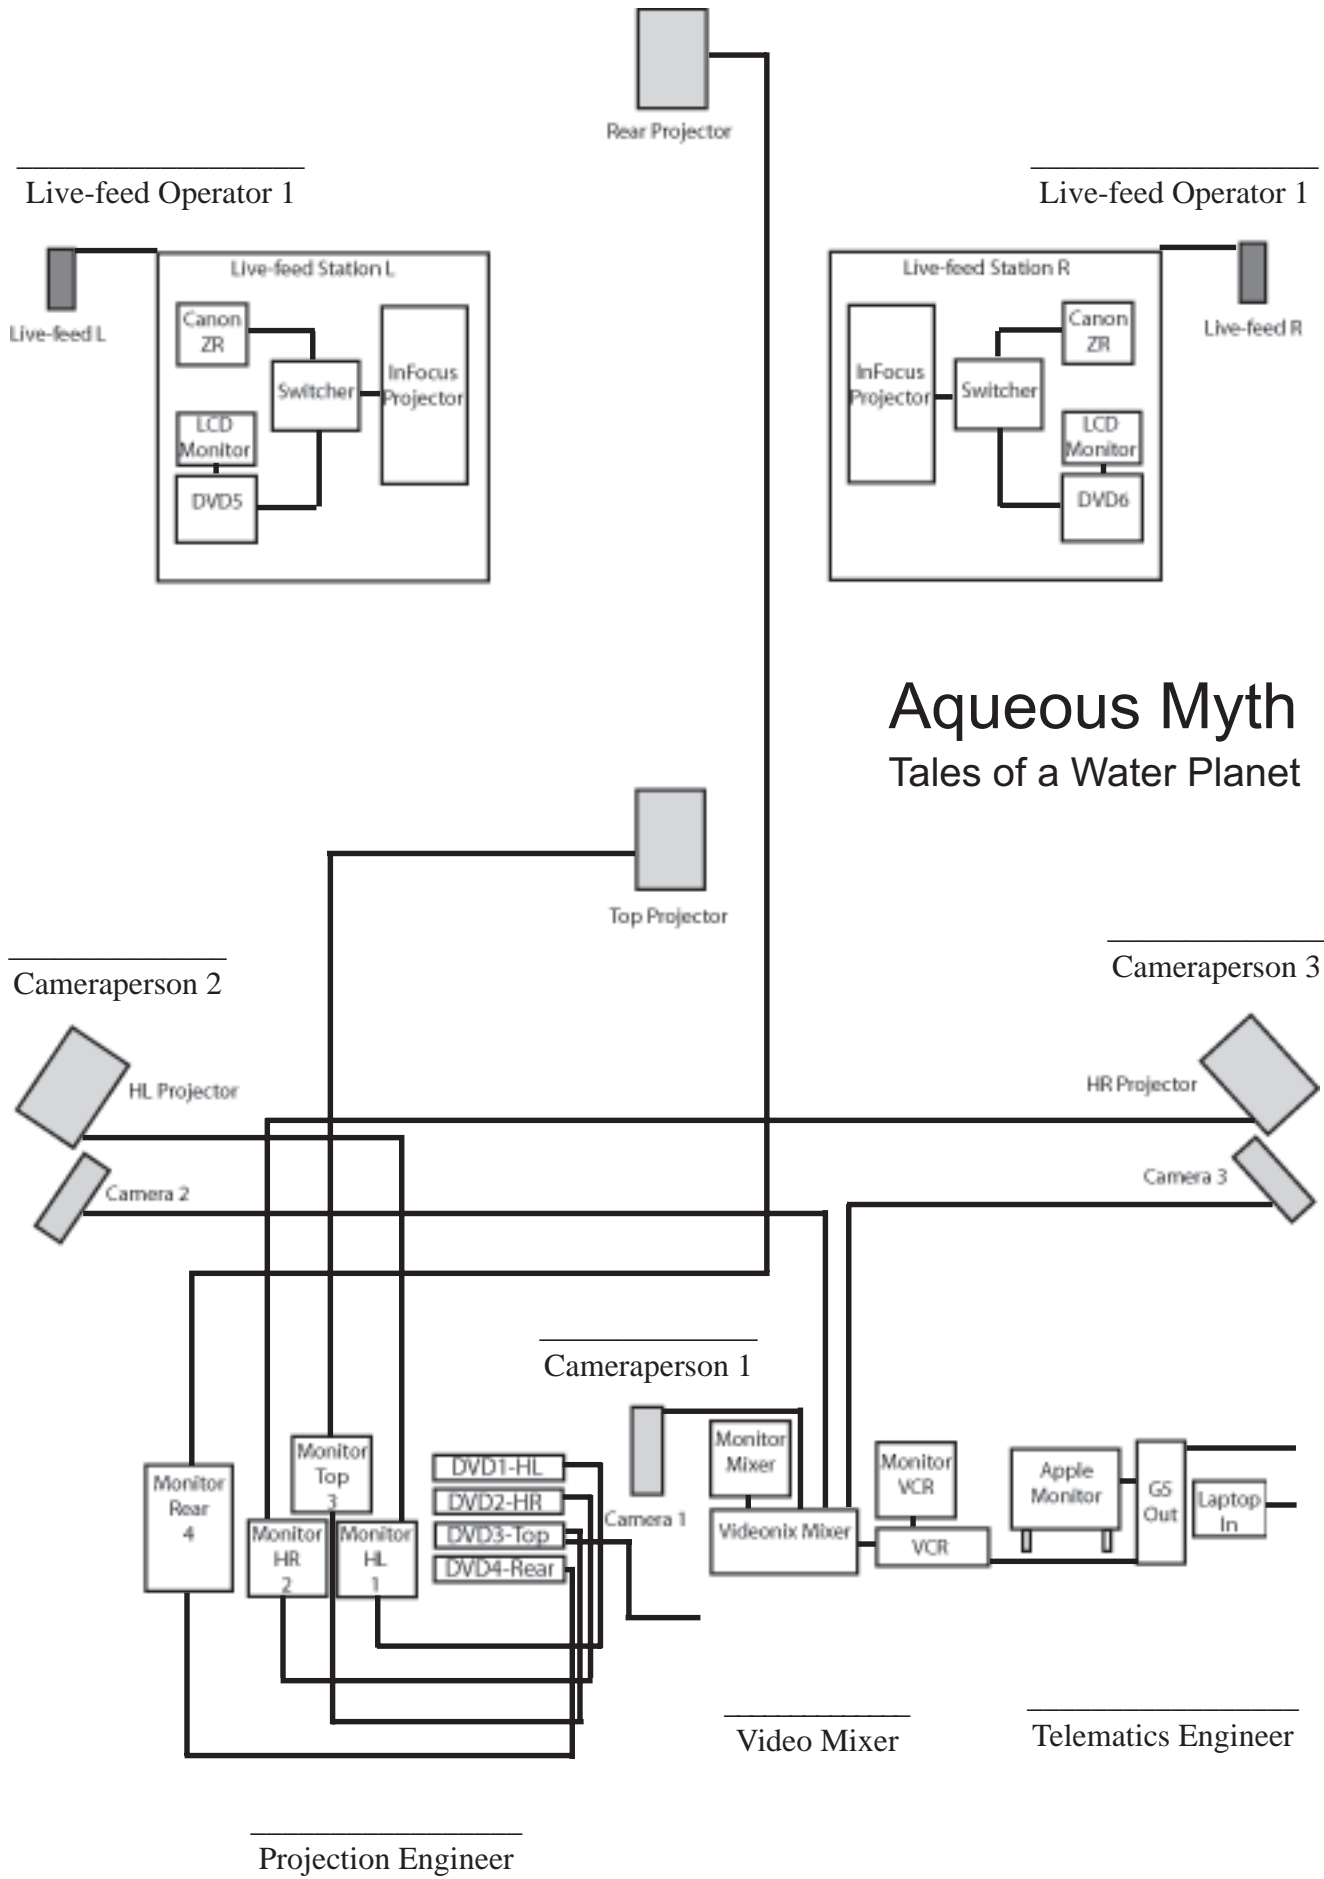 Rear Projector
Live-feed Operator 1
Live-feed Operator 1
Live-feed L
Live-feed Station L
Canon
ZR
Switcher
InFocus
Projector
LCD
Monitor
DVD5
Live-feed Station R
InFocus
Projector
Switcher
Canon
ZR
LCD
Monitor
DVD6
Live-feed R
Aqueous Myth
Tales of a Water Planet
Top Projector
Cameraperson 2
Cameraperson 3
HL Projector
HR Projector
Camera 2
Camera 3
Cameraperson 1
Monitor
Rear
4
Monitor
Top
3
Monitor
HR
2
Monitor
HL
1
DVD1-HL
DVD2-HR
DVD3-Top
DVD4-Rear
Camera 1
Monitor
Mixer
Videonix Mixer
Monitor
VCR
VCR
Apple
Monitor
G5
Out
Laptop
In
Video Mixer
Telematics Engineer
Projection Engineer